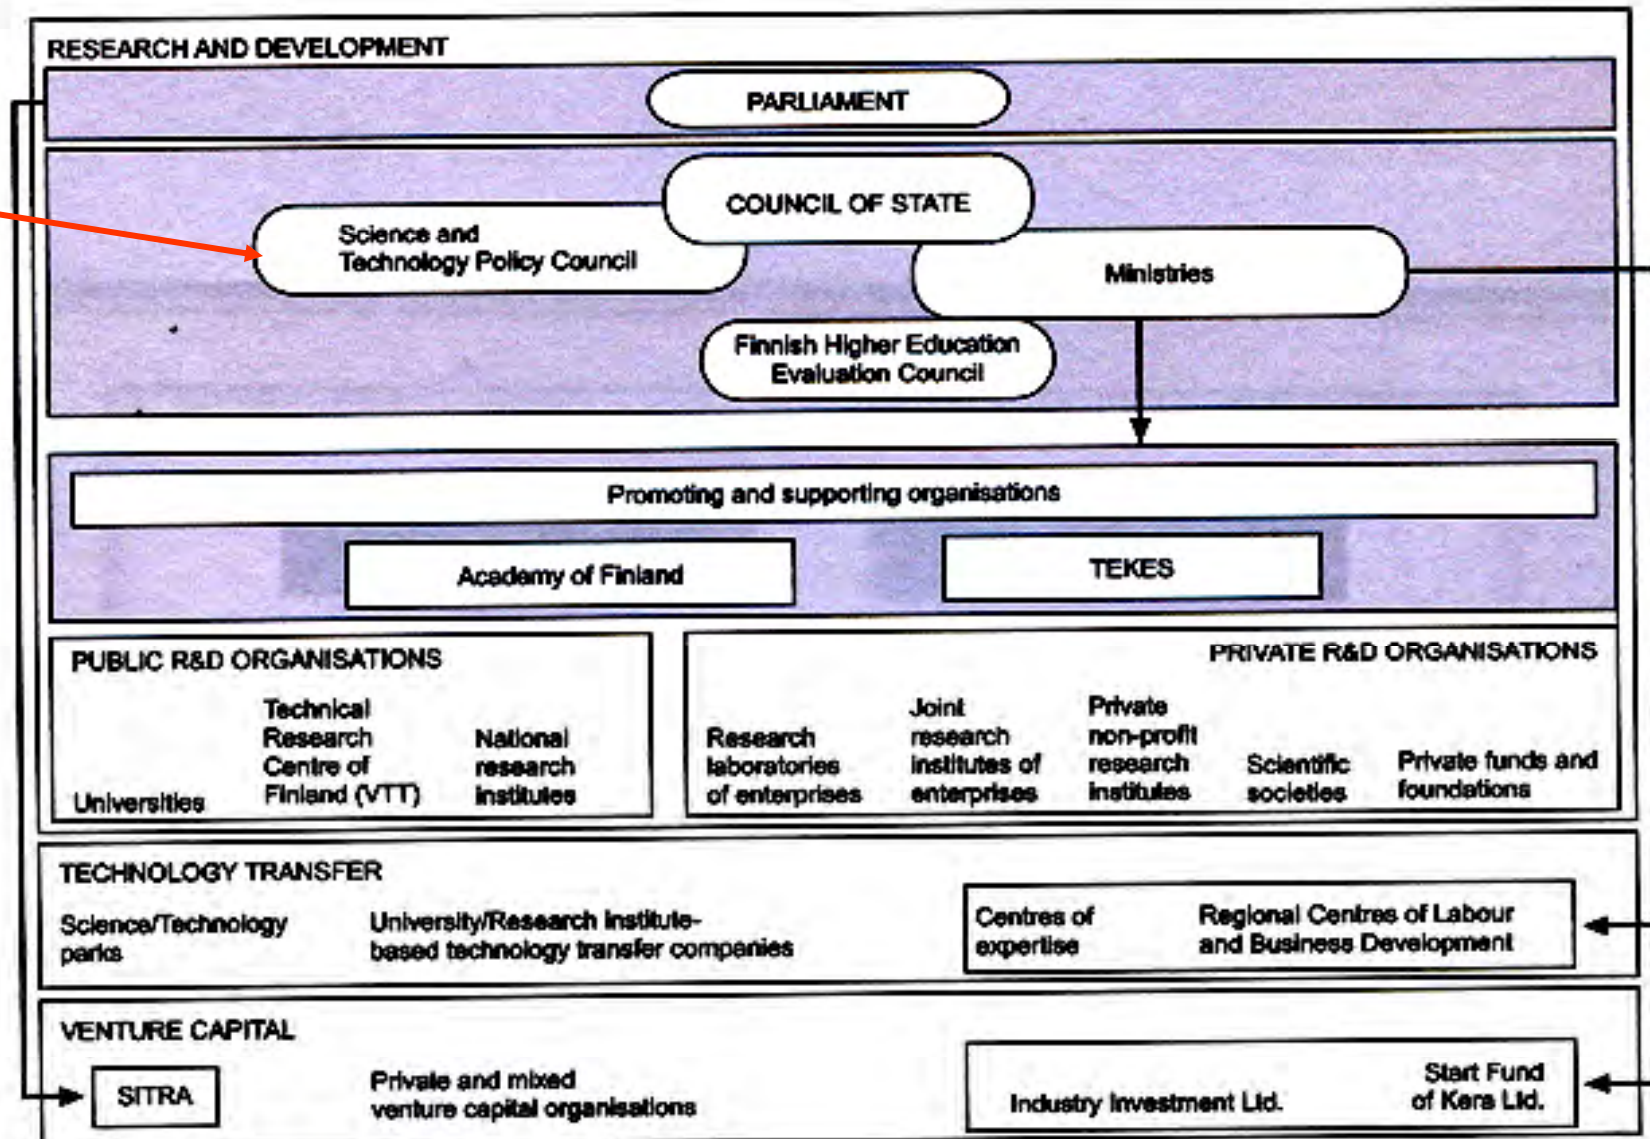 RESEARCH AND DEVELOPMENT
PARLIAMENT
COUNCIL OF STATE
Science and
Technology Policy Council
Ministries
Finnish Higher Education
Evaluation Council
Promoting and supporting organisations
Academy of Finland
TEKES
PUBLIC R&D ORGANISATIONS
Universities
Technical
Research
Centre of
Finland (VTT)
National
research
institutes
PRIVATE R&D ORGANISATIONS
Research
laboratories
of enterprises
Joint
research
institutes of
enterprises
Private
non-profit
research
institutes
Scientific
societies
Private funds and
foundations
TECHNOLOGY TRANSFER
Science/Technology
parks
University/Research institute-
based technology transfer companies
Centres of
expertise
Regional Centres of Labour
and Business Development
VENTURE CAPITAL
SITRA
Private and mixed
venture capital organisations
Industry Investment Ltd.
Start Fund
of Kera Ltd.